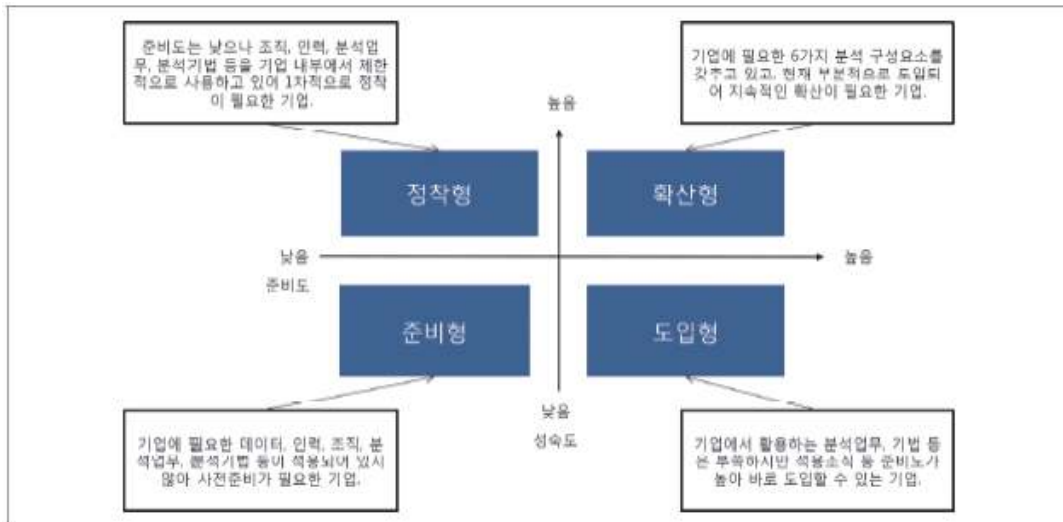 준비도는 낮으나 조직, 인력, 분석업
무, 분석기법 등을 기업 내부에서 제한
적으로 사용하고 있어 1차적으로 정착
이 필요한 기업.
기업에 필요한 6가지 분석 구성요소를
갖추고 있고, 현재 부분적으로 도입되
어 지속적인 확산이 필요한 기업.
높음
정착형
확산형
낮음
높음
준비도
준비형
도입형
낮음
성숙도
기업에 필요한 데이터, 인력, 조직, 분
석업무, 분석기법 등이 적용되어 있지
않아 사전준비가 필요한 기업.
기업에서 활용하는 분석업무, 기법 등
은 부족하지만 등 준비도가
높아 바로 도입할 수 있는 기업.